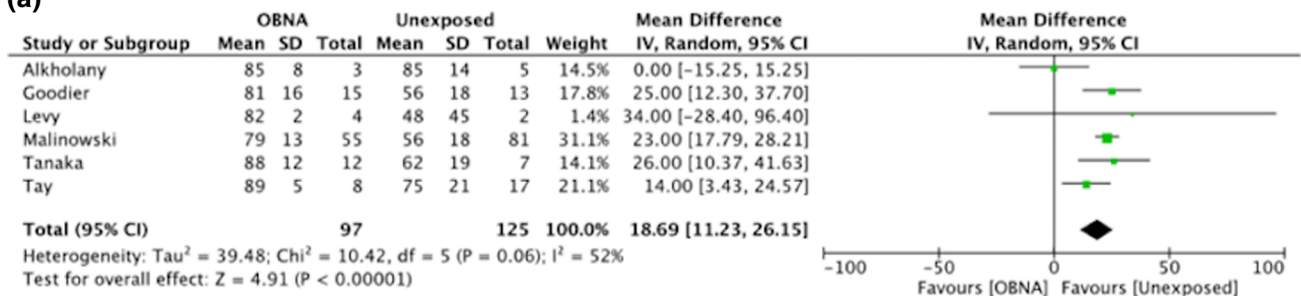 (a)
OBNA Unexposed Mean Difference Mean Difference
Study or Subgroup Mean SD Total Mean SD Total Weight IV, Random, 95% CI IV, Random, 95% CI
Alkholany 85 8 3 85 14 5 14.5% 0.00 [−15.25, 15.25]
Goodier 81 16 15 56 18 13 17.8% 25.00 [12.30, 37.70]
Levy 82 2 4 48 45 2 1.4% 34.00 [−28.40, 96.40]
Malinowski 79 13 55 56 18 81 31.1% 23.00 [17.79, 28.21]
Tanaka 88 12 12 62 19 7 14.1% 26.00 [10.37, 41.63]
Tay 89 5 8 75 21 17 21.1% 14.00 [3.43, 24.57]
Total (95% CI) 97 125 100.0% 18.69 [11.23, 26.15]
Heterogeneity: Tau² = 39.48; Chi² = 10.42, df = 5 (P = 0.06); I² = 52%
Test for overall effect: Z = 4.91 (P < 0.00001)
−100 −50 0 50 100
Favours [OBNA] Favours [Unexposed]